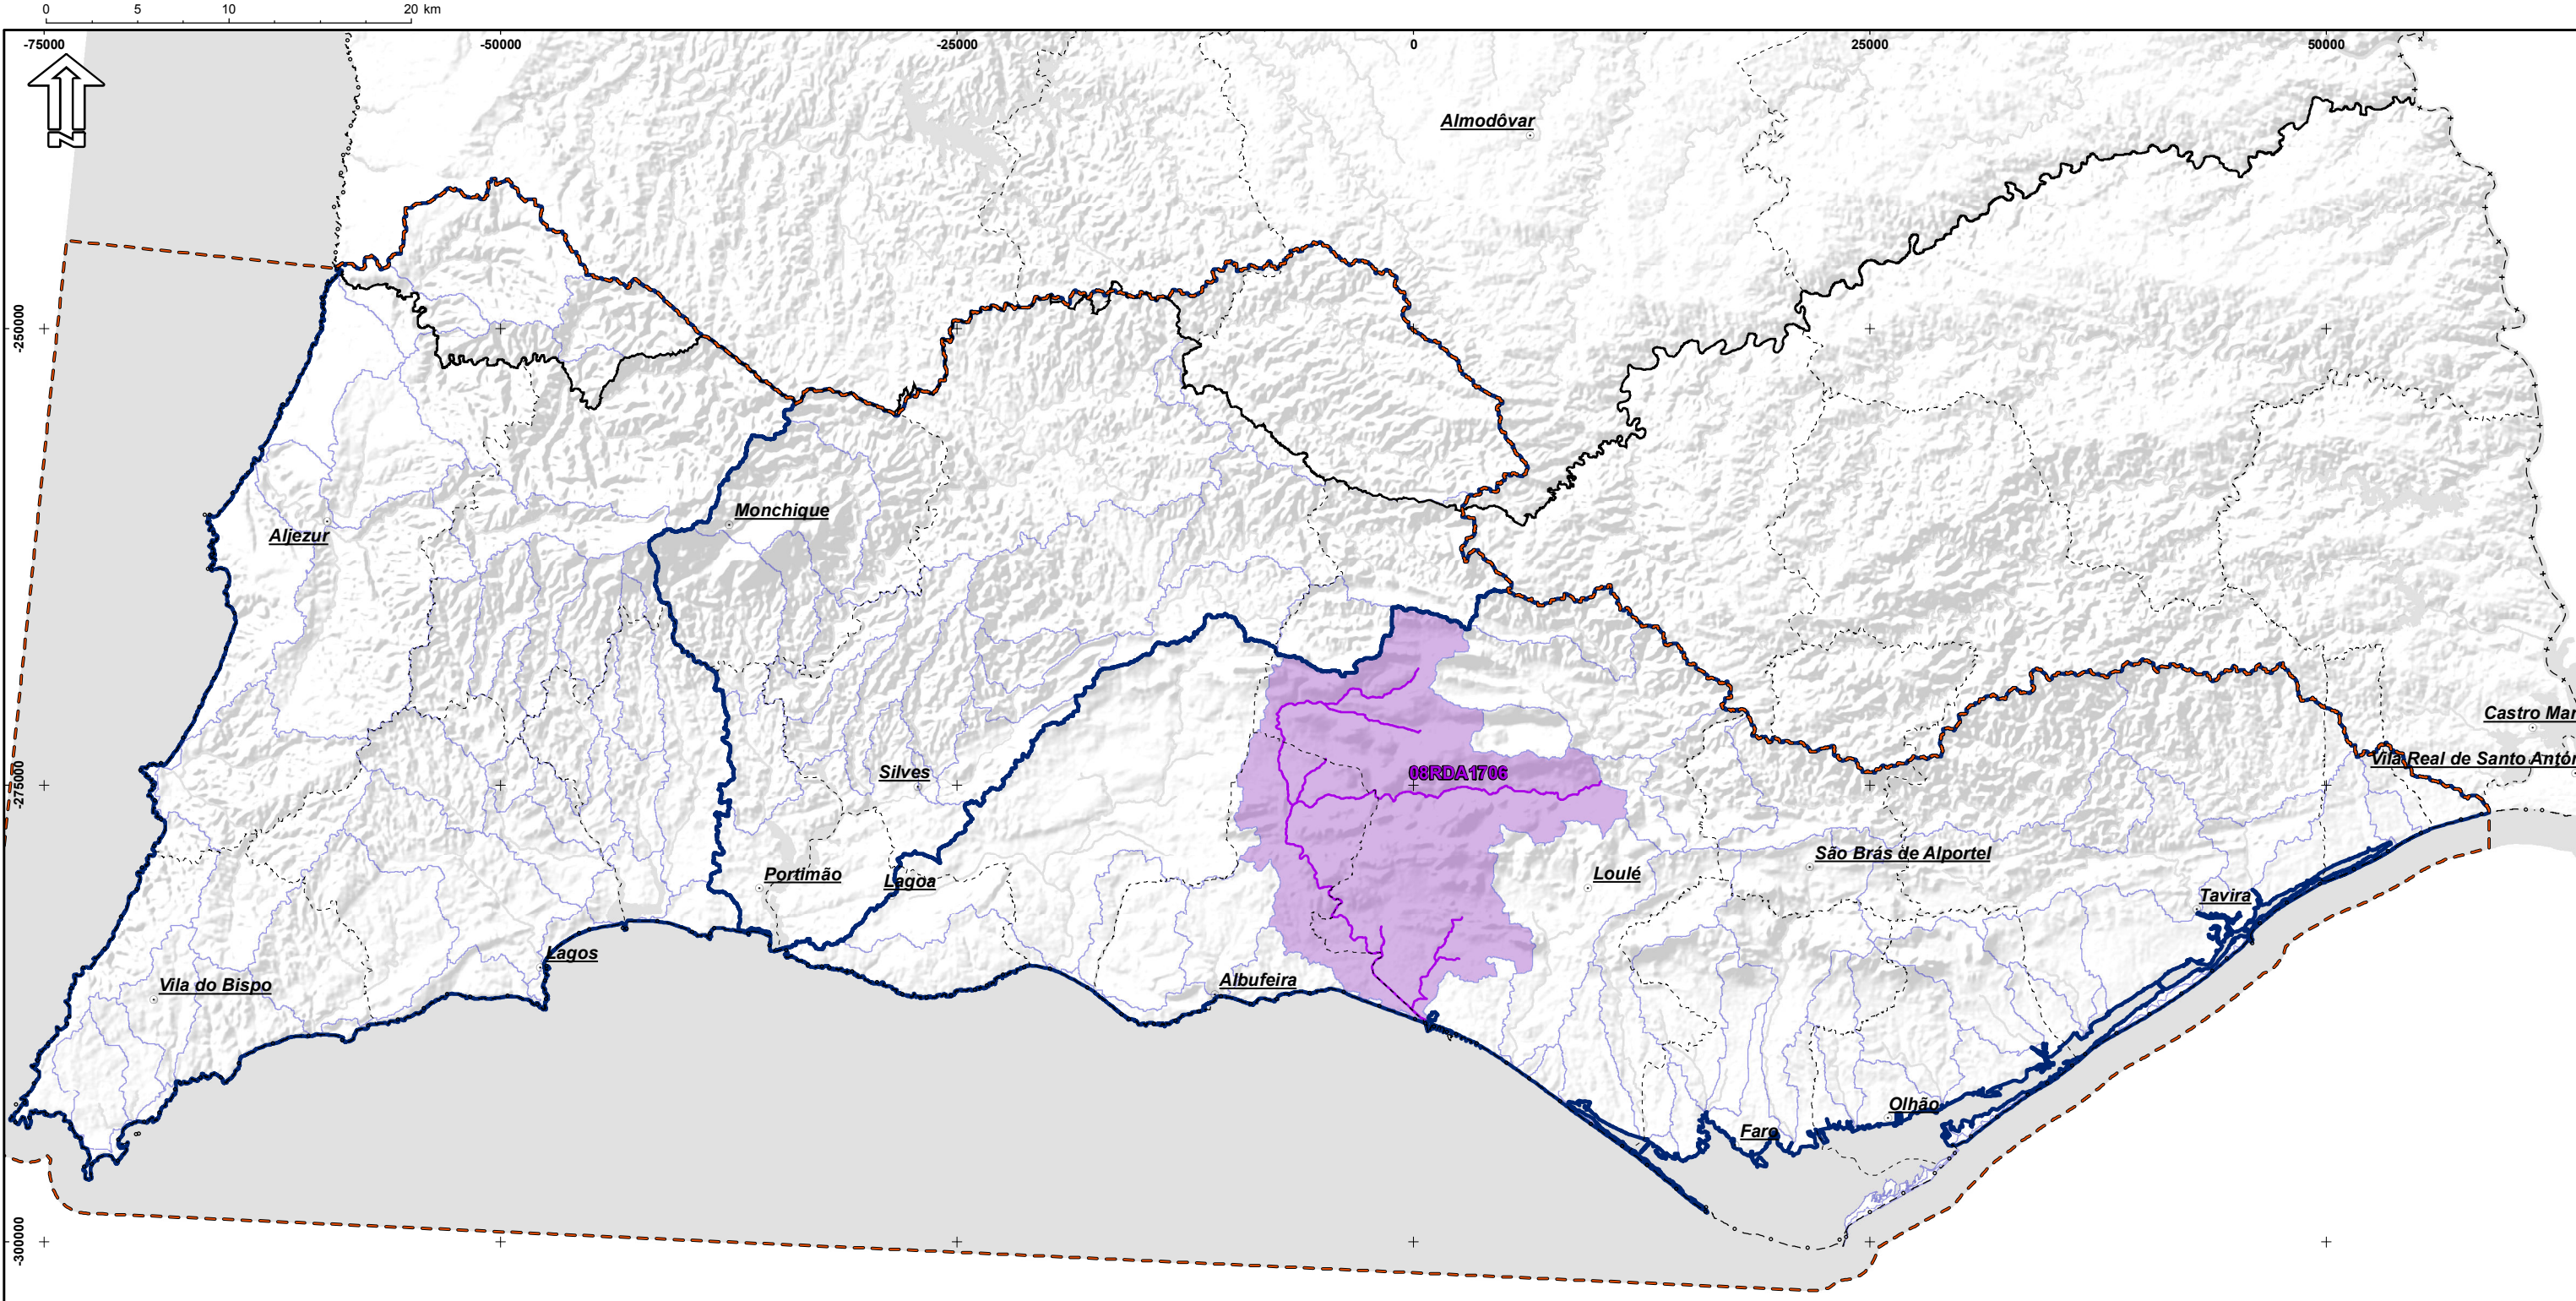 0 5 10 20 km
-75000 -50000 -25000 0 25000 50000
N
Almodôvar
-250000
Monchique
Aljezur
Castro Mar
Vila Real de Santo Antón
Silves
08RDA1706
-275000
São Brás de Alportel
Portimão
Lagoa
Loulé
Tavira
Lagos
Albufeira
Vila do Bispo
Olhão
Faro
-300000